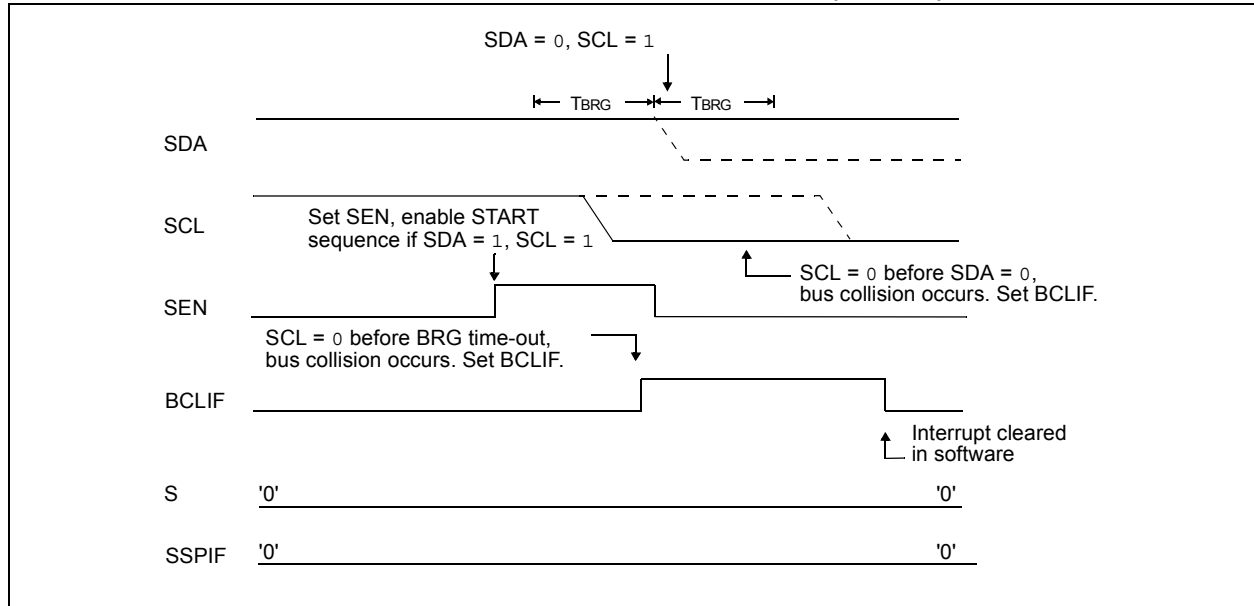 SDA = 0, SCL = 1
TBRG TBRG
SDA
SCL
Set SEN, enable START
sequence if SDA = 1, SCL = 1
SCL = 0 before SDA = 0,
bus collision occurs. Set BCLIF.
SEN
SCL = 0 before BRG time-out,
bus collision occurs. Set BCLIF.
BCLIF
Interrupt cleared
in software
S '0' '0'
SSPIF '0' '0'